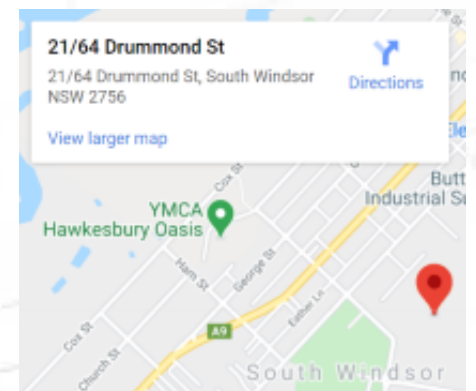 21/64 Drummond St
21/64 Drummond St, South Windsor
NSW 2756
Directions
View larger map
Cox St
YMCA
Hawkesbury Oasis
Butt
Industrial Su
Ham St
George St
Eather Ln
A9
Cox St
Church St
South Windsor